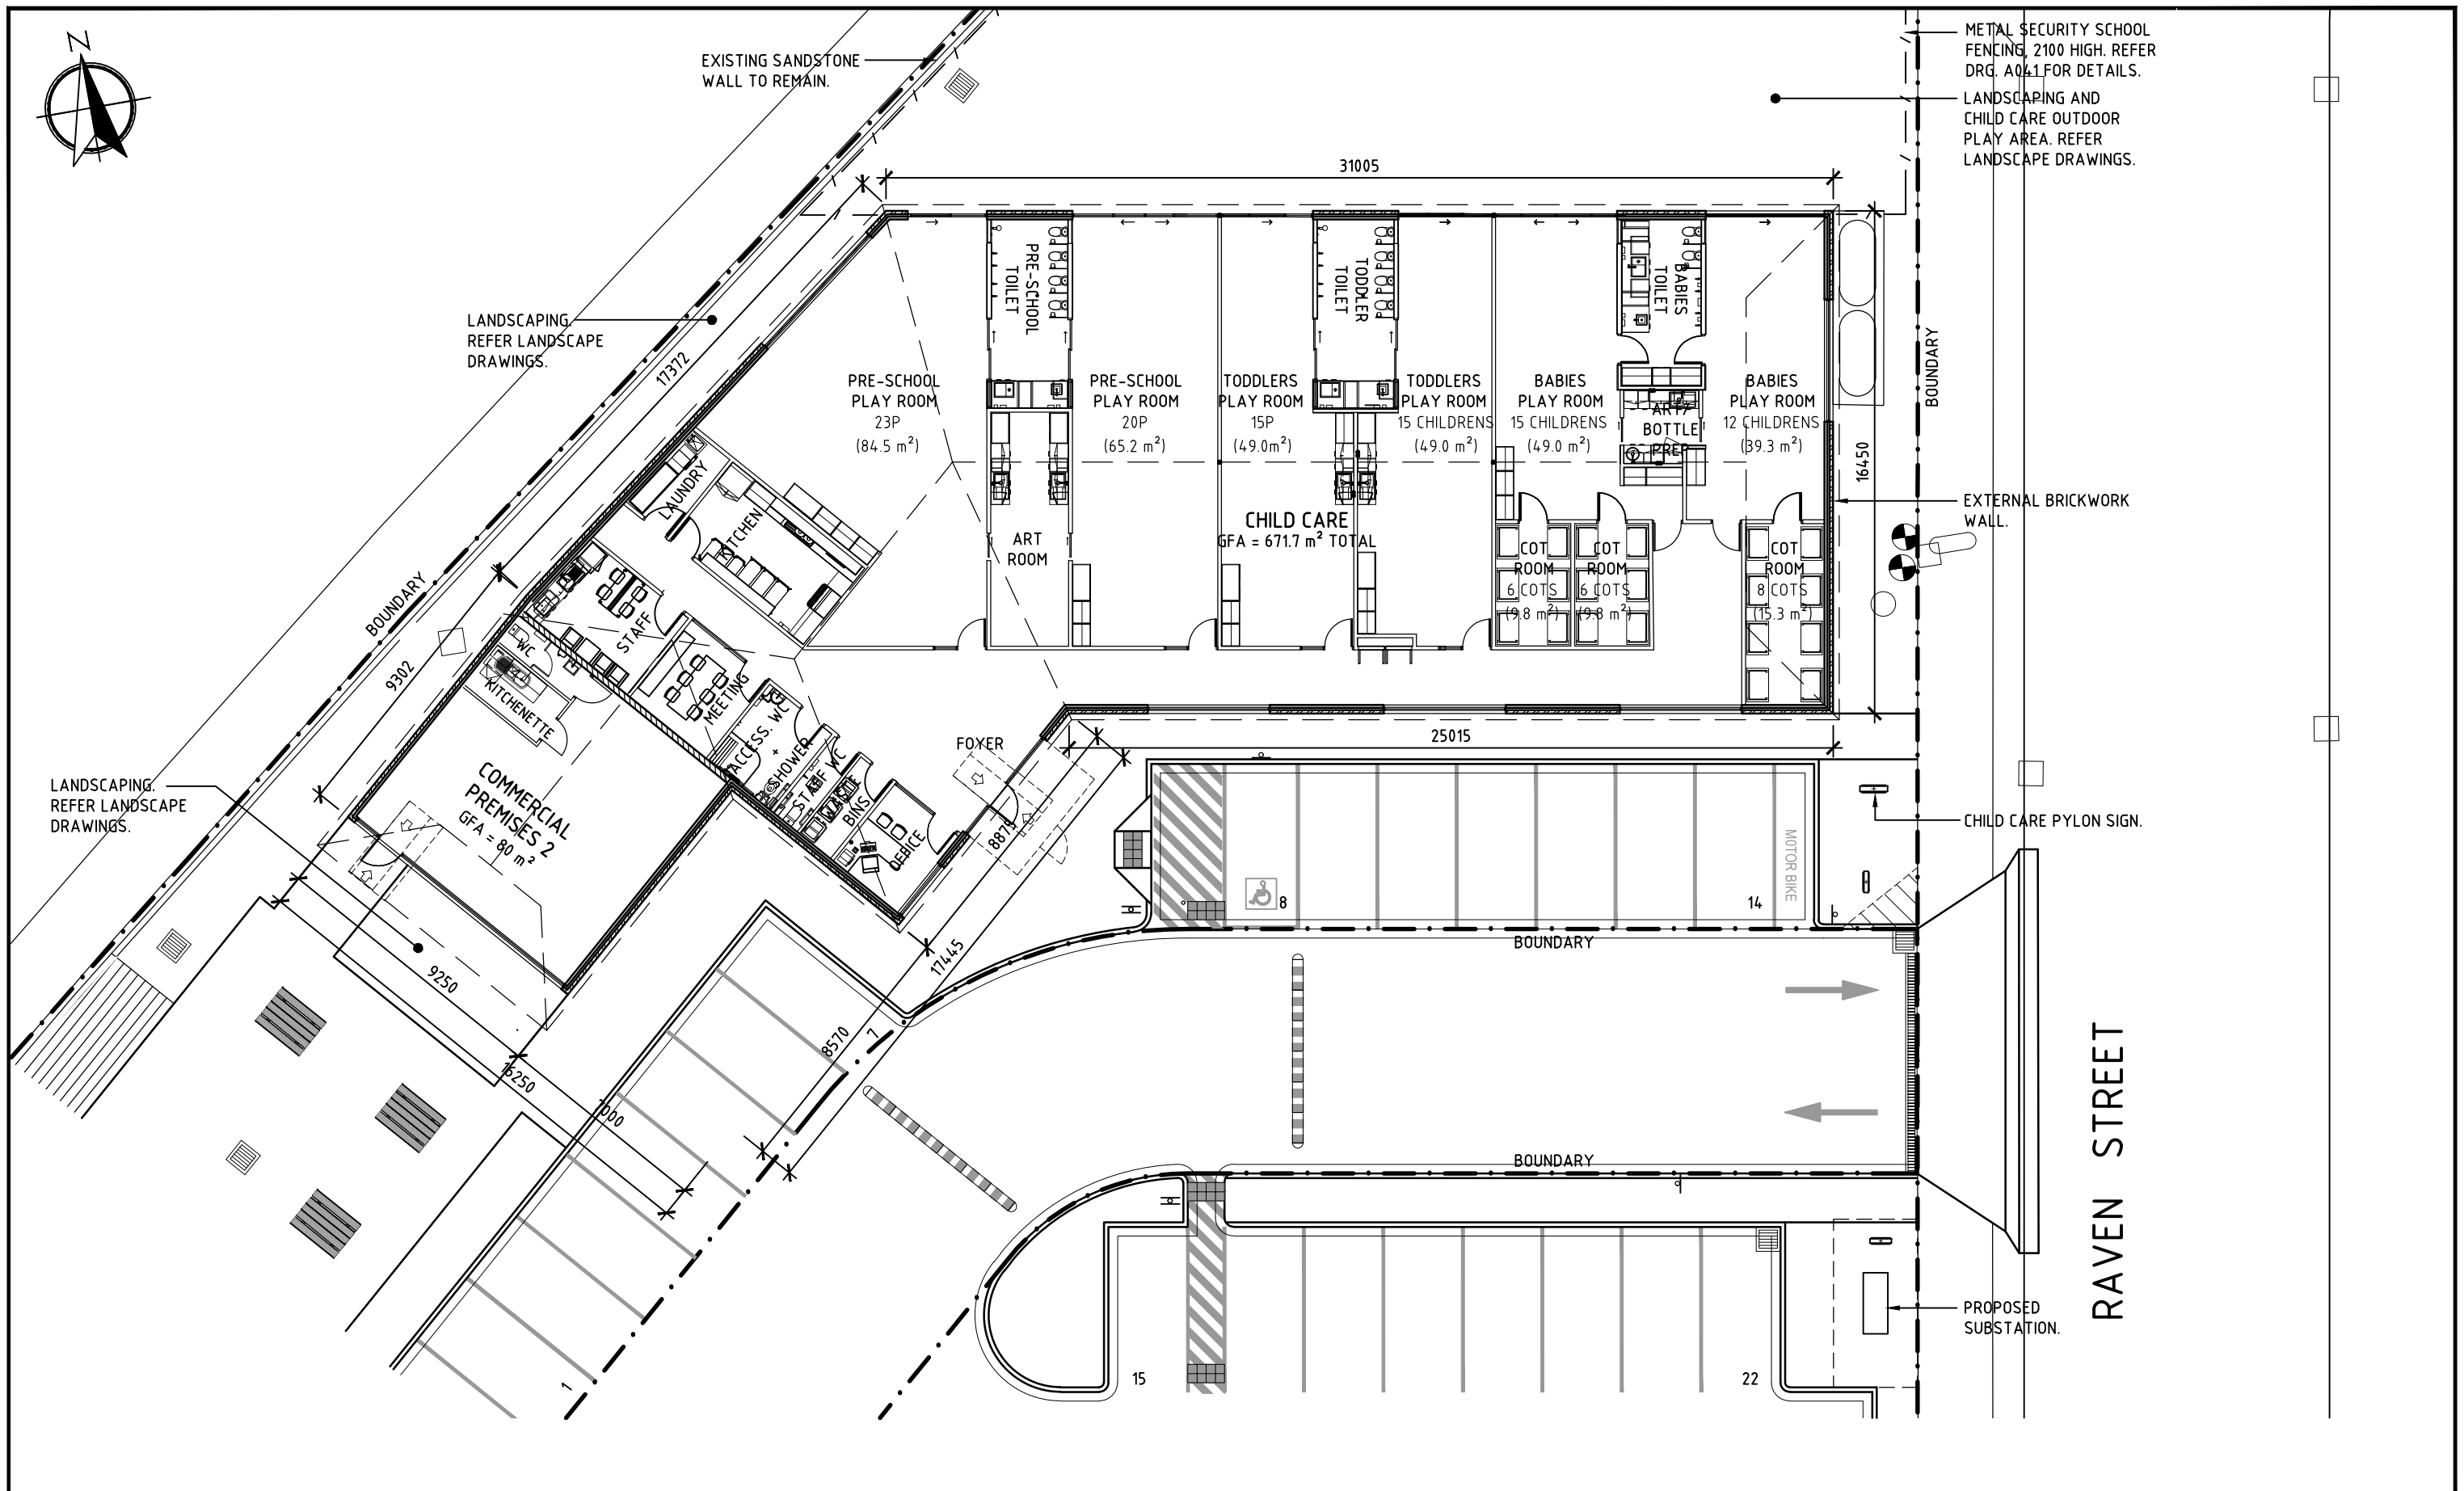 N
EXISTING SANDSTONE
WALL TO REMAIN.
METAL SECURITY SCHOOL
FENCING, 2100 HIGH. REFER
DRG. A041 FOR DETAILS.
LANDSCAPING AND
CHILD CARE OUTDOOR
PLAY AREA. REFER
LANDSCAPE DRAWINGS.
31005
LANDSCAPING.
REFER LANDSCAPE
DRAWINGS.
17372
PRE-SCHOOL
TOILET
TODDLER
TOILET
BABIES
TOILET
BOUNDARY
PRE-SCHOOL
PLAY ROOM
23P
(84.5 m²)
PRE-SCHOOL
PLAY ROOM
20P
(65.2 m²)
TODDLERS
PLAY ROOM
15P
(49.0m²)
TODDLERS
PLAY ROOM
15 CHILDRENS
(49.0 m²)
BABIES
PLAY ROOM
15 CHILDRENS
(49.0 m²)
ART/
BOTTLE
PREP
BABIES
PLAY ROOM
12 CHILDRENS
(39.3 m²)
16450
EXTERNAL BRICKWORK
WALL.
LAUNDRY
KITCHEN
ART
ROOM
CHILD CARE
GFA = 671.7 m² TOTAL
COT
ROOM
6 COTS
(9.8 m²)
COT
ROOM
6 COTS
(9.8 m²)
COT
ROOM
8 COTS
(15.3 m²)
BOUNDARY
9302
WC
STAFF
KITCHENETTE
MEETING
ACCESS. WC
+
SHOWER
STAFF WC
WASTE
BINS
OFFICE
FOYER
8879
25015
LANDSCAPING.
REFER LANDSCAPE
DRAWINGS.
COMMERCIAL
PREMISES 2
GFA = 80 m²
CHILD CARE PYLON SIGN.
MOTOR BIKE
8
14
BOUNDARY
9250
17445
16250
7000
8570
7
1
BOUNDARY
RAVEN STREET
PROPOSED
SUBSTATION.
15
22